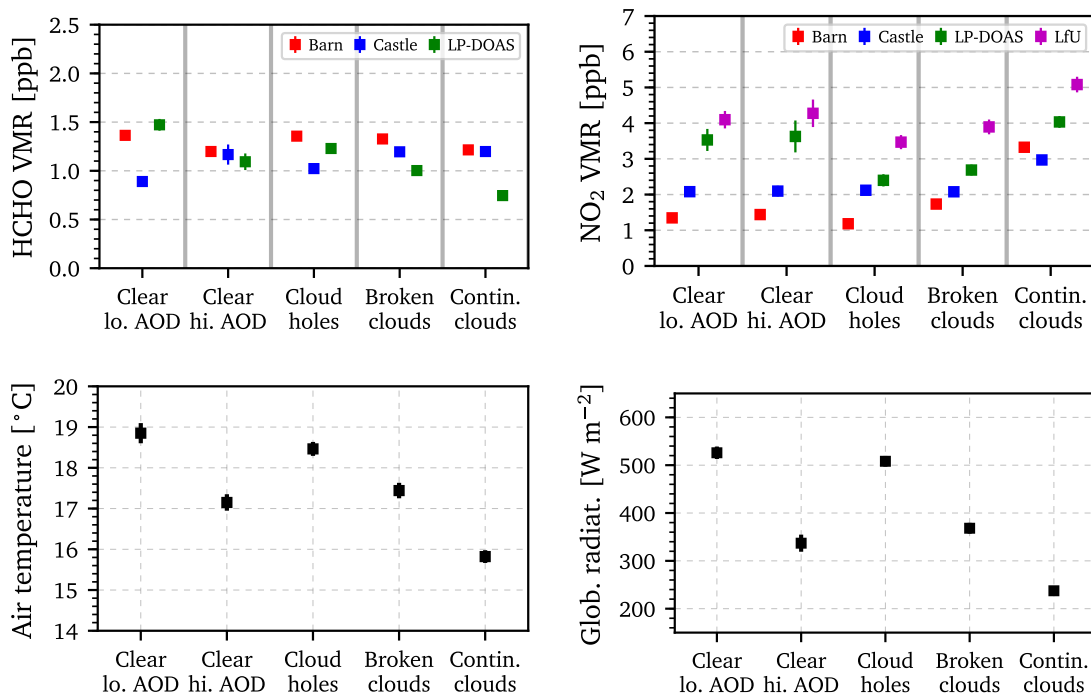 HCHO VMR [ppb]
2.5
2.0
1.5
1.0
0.5
0.0
Barn Castle LP-DOAS
Clear lo. AOD
Clear hi. AOD
Cloud holes
Broken clouds
Contin. clouds
NO₂ VMR [ppb]
7
6
5
4
3
2
1
0
Barn Castle LP-DOAS LfU
Clear lo. AOD
Clear hi. AOD
Cloud holes
Broken clouds
Contin. clouds
Air temperature [°C]
20
19
18
17
16
15
14
Clear lo. AOD
Clear hi. AOD
Cloud holes
Broken clouds
Contin. clouds
Glob. radiat. [W m⁻²]
600
500
400
300
200
Clear lo. AOD
Clear hi. AOD
Cloud holes
Broken clouds
Contin. clouds